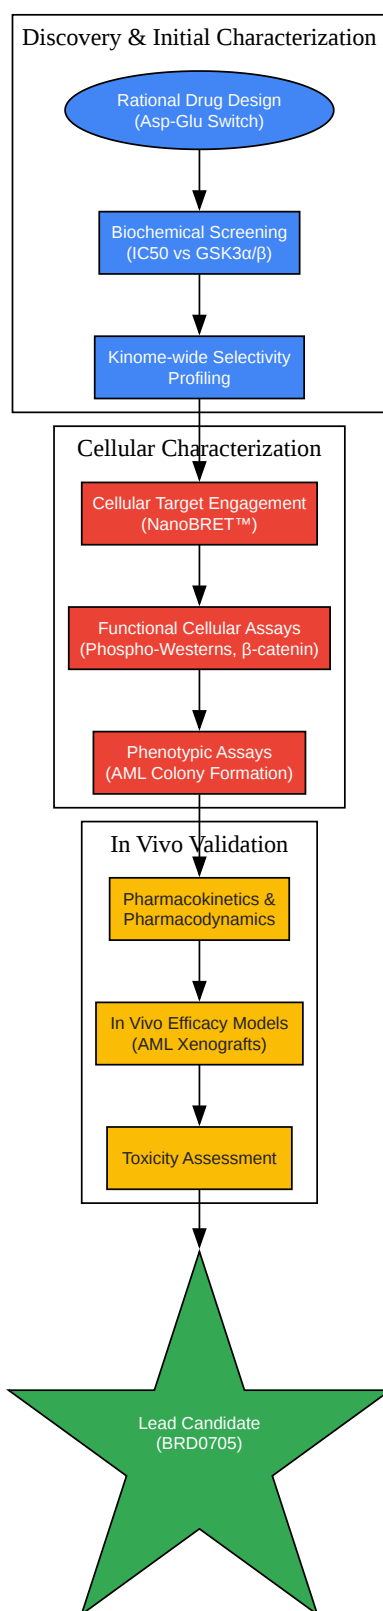 Discovery & Initial Characterization
Rational Drug Design
(Asp-Glu Switch)
Biochemical Screening
(IC50 vs GSK3α/β)
Kinome-wide Selectivity
Profiling
Cellular Characterization
Cellular Target Engagement
(NanoBRET™)
Functional Cellular Assays
(Phospho-Westerns, β-catenin)
Phenotypic Assays
(AML Colony Formation)
In Vivo Validation
Pharmacokinetics &
Pharmacodynamics
In Vivo Efficacy Models
(AML Xenografts)
Toxicity Assessment
Lead Candidate
(BRD0705)